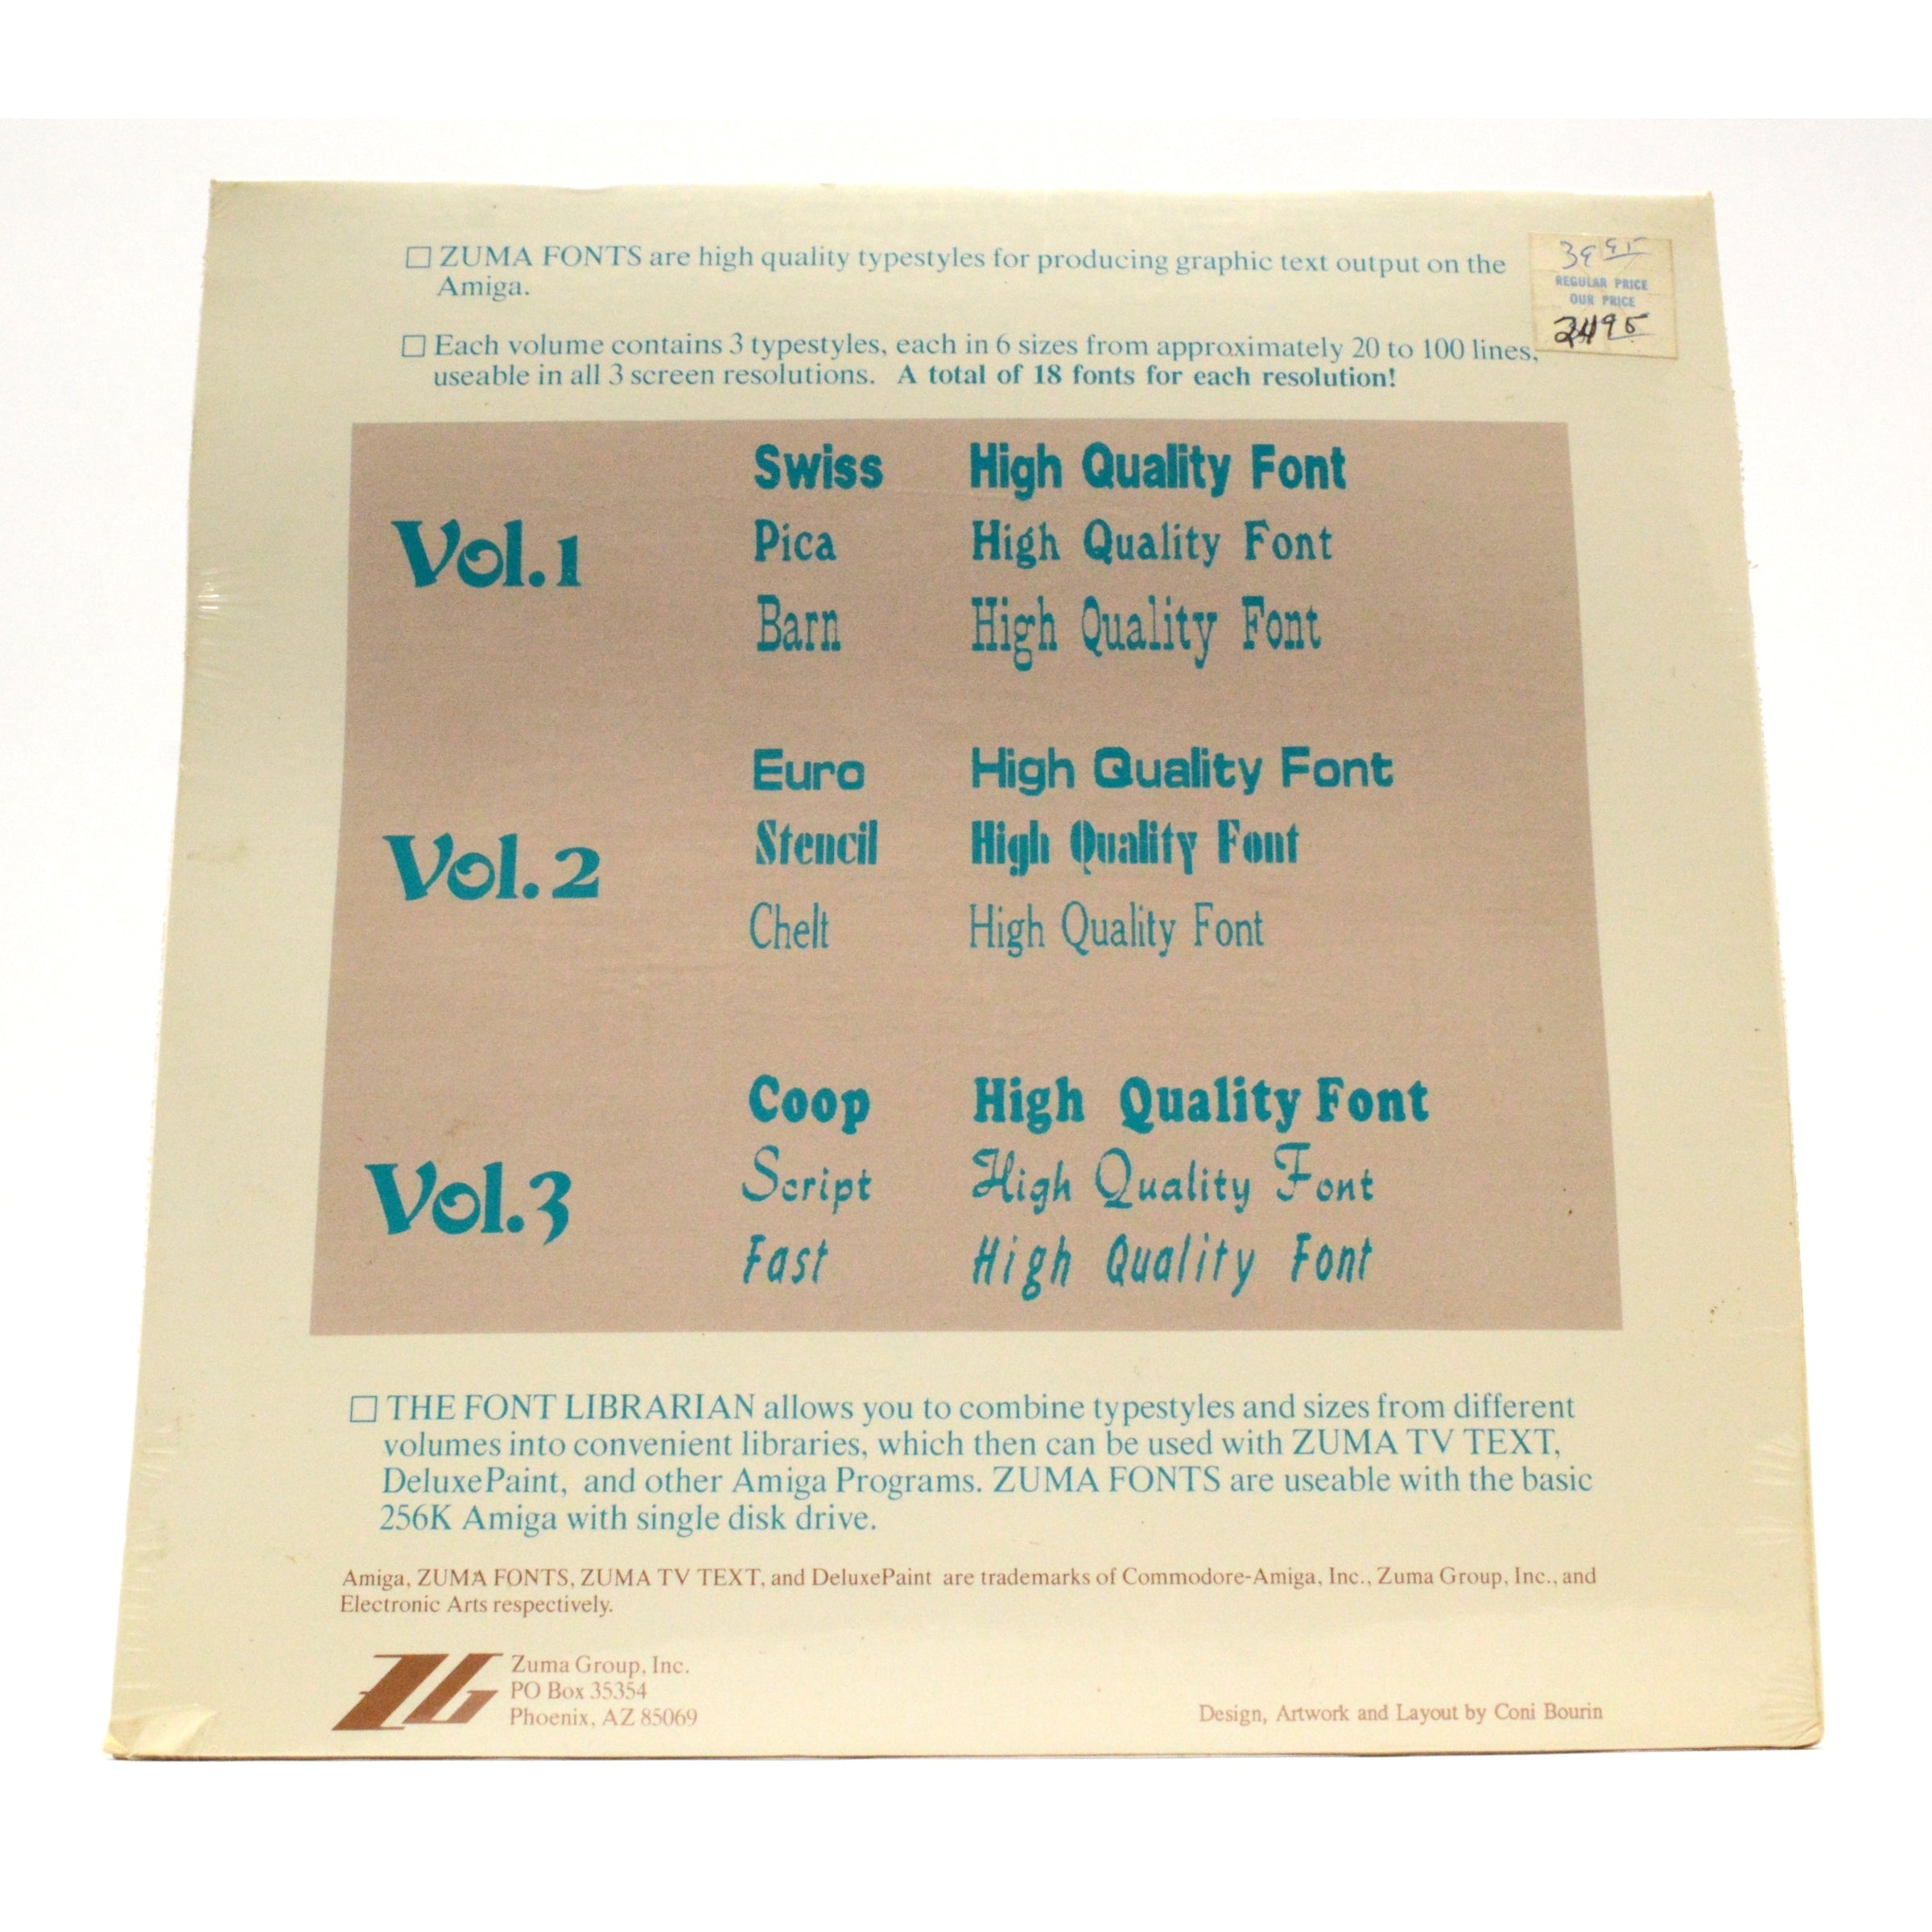 ☐ ZUMA FONTS are high quality typestyles for producing graphic text output on the
Amiga.
REGULAR PRICE
OUR PRICE
2495
☐ Each volume contains 3 typestyles, each in 6 sizes from approximately 20 to 100 lines,
useable in all 3 screen resolutions. A total of 18 fonts for each resolution!
Vol.1
Swiss High Quality Font
Pica High Quality Font
Barn High Quality Font
Vol.2
Euro High Quality Font
Stencil High Quality Font
Chelt High Quality Font
Vol.3
Coop High Quality Font
Script High Quality Font
Fast High Quality Font
☐ THE FONT LIBRARIAN allows you to combine typestyles and sizes from different
volumes into convenient libraries, which then can be used with ZUMA TV TEXT,
DeluxePaint, and other Amiga Programs. ZUMA FONTS are useable with the basic
256K Amiga with single disk drive.
Amiga, ZUMA FONTS, ZUMA TV TEXT, and DeluxePaint are trademarks of Commodore-Amiga, Inc., Zuma Group, Inc., and
Electronic Arts respectively.
ZG
Zuma Group, Inc.
PO Box 35354
Phoenix, AZ 85069
Design, Artwork and Layout by Coni Bourin